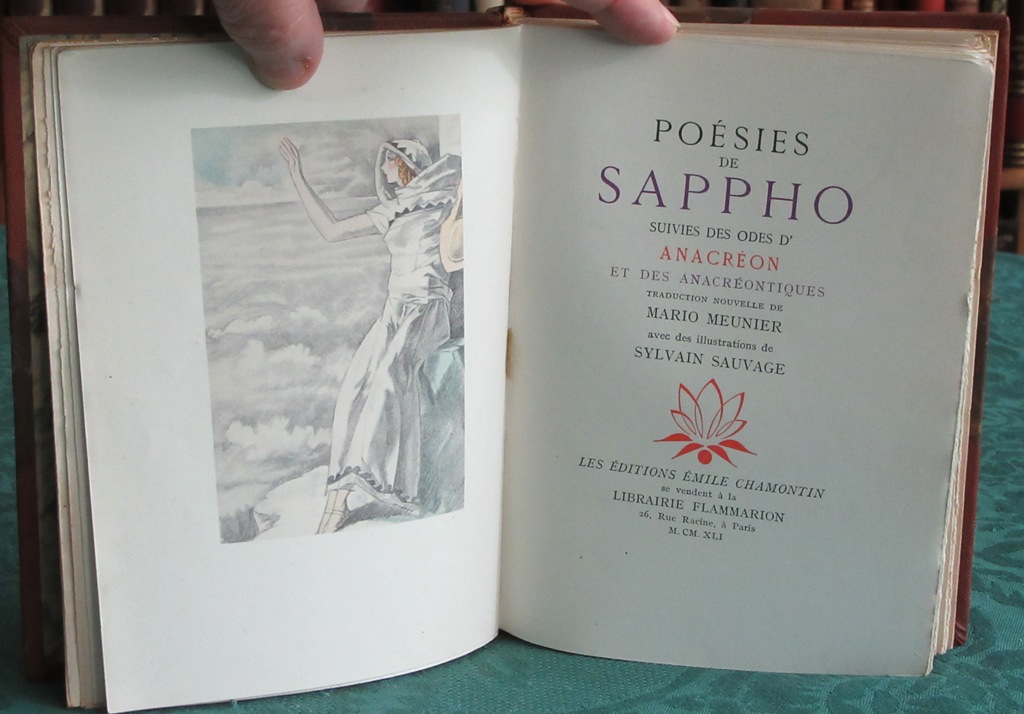 POÉSIES
DE
SAPPHO
SUIVIES DES ODES D'
ANACRÉON
ET DES ANACRÉONTIQUES
TRADUCTION NOUVELLE DE
MARIO MEUNIER
avec des illustrations de
SYLVAIN SAUVAGE
LES ÉDITIONS ÉMILE CHAMONTIN
se vendent à la
LIBRAIRIE FLAMMARION
26, Rue Racine, à Paris
M. CM. XLI